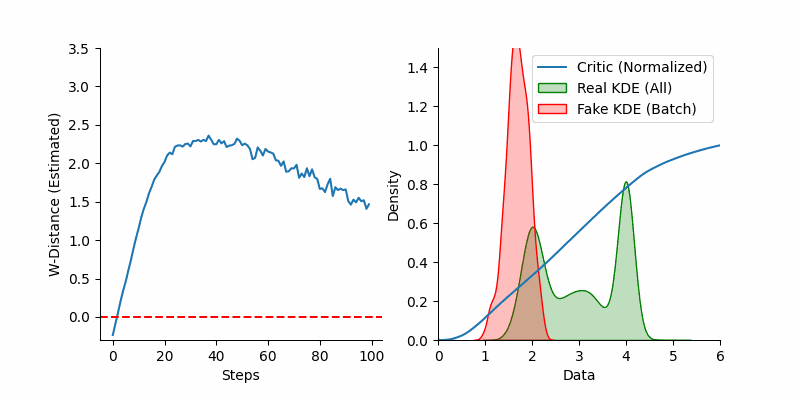 3.5
3.0
2.5
2.0
1.5
1.0
0.5
0.0
W-Distance (Estimated)
0 20 40 60 80 100
Steps
1.4
1.2
1.0
0.8
0.6
0.4
0.2
0.0
Density
Critic (Normalized)
Real KDE (All)
Fake KDE (Batch)
0 1 2 3 4 5 6
Data